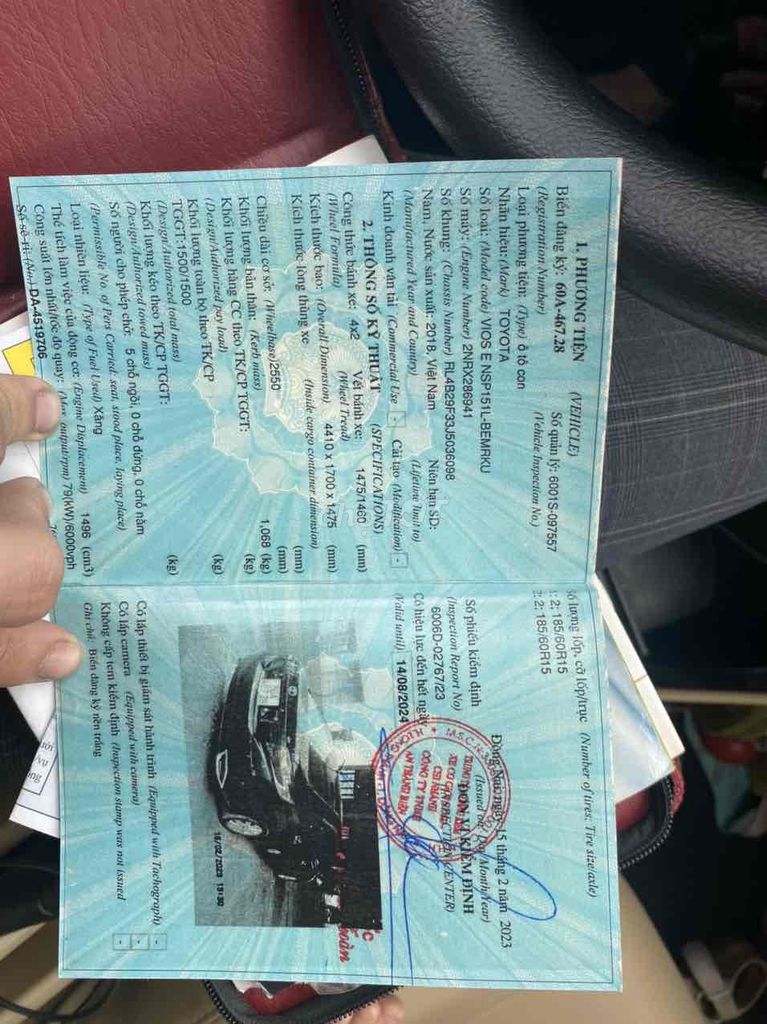 1. PHƯƠNG TIỆN (VEHICLE)
Biển đăng ký: 60A-467.28 Số quản lý: 6001S-097557
(Registration Number) (Vehicle Inspection No.)
Loại phương tiện: (Type) ô tô con
Nhãn hiệu: (Mark) TOYOTA
Số loại: (Model code) VIOS E NSP151L-BEMRKU
Số máy: (Engine Number) 2NRX286941
Số khung: (Chassis Number) RL4B29F33J5036098
Năm, Nước sản xuất: 2018, Việt Nam Niên hạn SD:
(Manufactured Year and Country) (Lifetime limit to)
Kinh doanh vận tải: (Commercial Use) - Cải tạo (Modification) -
2. THÔNG SỐ KỸ THUẬT (SPECIFICATIONS)
Công thức bánh xe: 4x2 Vết bánh xe: 1475/1460 (mm)
(Wheel Formula) (Wheel Tread)
Kích thước bao: (Overall Dimension) 4410 x 1700 x 1475 (mm)
Kích thước lòng thùng xe (mm)
(Inside cargo container dimension)
Chiều dài cơ sở: (Wheelbase) 2550 (mm)
Khối lượng bản thân: (Kerb mass) 1,068 (kg)
Khối lượng hàng CC theo TK/CP TGGT: (kg)
(Design/Authorized pay load)
Khối lượng toàn bộ theo TK/CP (kg)
TGGT:1500/1500
(Design/Authorized total mass)
Khối lượng kéo theo TK/CP TGGT: (kg)
(Design/Authorized towed mass)
Số người cho phép chở: 5 chỗ ngồi, 0 chỗ đứng, 0 chỗ nằm
(Permissible No. of Pers Carried: seat, stood place, laying place)
Loại nhiên liệu: (Type of Fuel Used) Xăng
Thể tích làm việc của động cơ: (Engine Displacement) 1496 (cm3)
Công suất lớn nhất/tốc độ quay: (Max. output/rpm) 79(kW)/6000vph
Số sê-ri: (No.) DA-4519706
Số lượng lốp, cỡ lốp/trục (Number of tires; Tire size/axle)
2; 185/60R15
2: 2; 185/60R15
Số phiếu kiểm định
(Inspection Report No)
6006D-02767/23
Có hiệu lực đến hết ngày
(Valid until) 14/08/2024
Đồng Nai, ngày 15 tháng 2 năm 2023
(Issued on: Day/Month/Year)
ĐƠN VỊ KIỂM ĐỊNH
(INSPECTION CENTER)
16/02/2023 13:30
Có lắp thiết bị giám sát hành trình (Equipped with Tachograph) -
Có lắp camera (Equipped with camera) -
Không cấp tem kiểm định (Inspection stamp was not issued -
Ghi chú: Biển đăng ký nền trắng